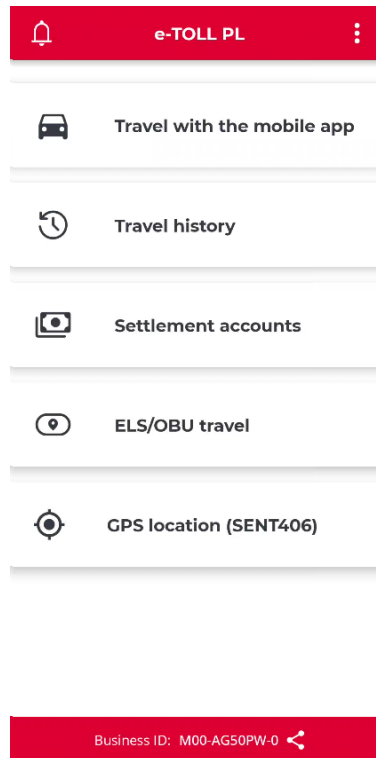 e-TOLL PL
Travel with the mobile app
Travel history
Settlement accounts
ELS/OBU travel
GPS location (SENT406)
Business ID: M00-AG50PW-0